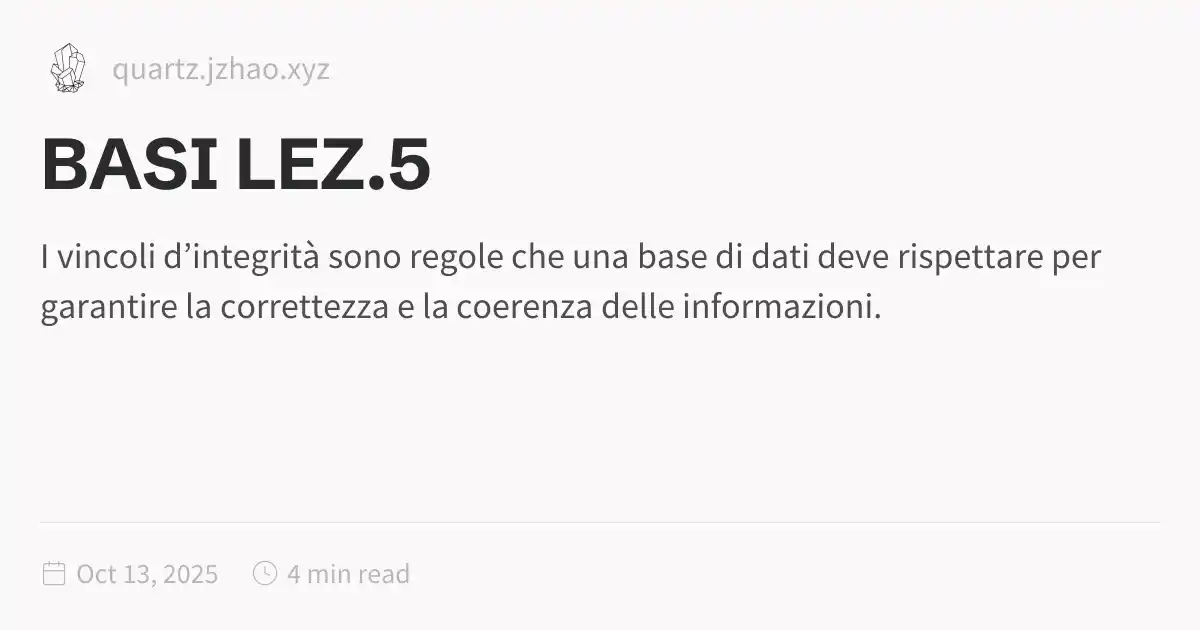 quartz.jzhao.xyz
BASI LEZ.5
I vincoli d’integrità sono regole che una base di dati deve rispettare per
garantire la correttezza e la coerenza delle informazioni.
Oct 13, 2025 4 min read